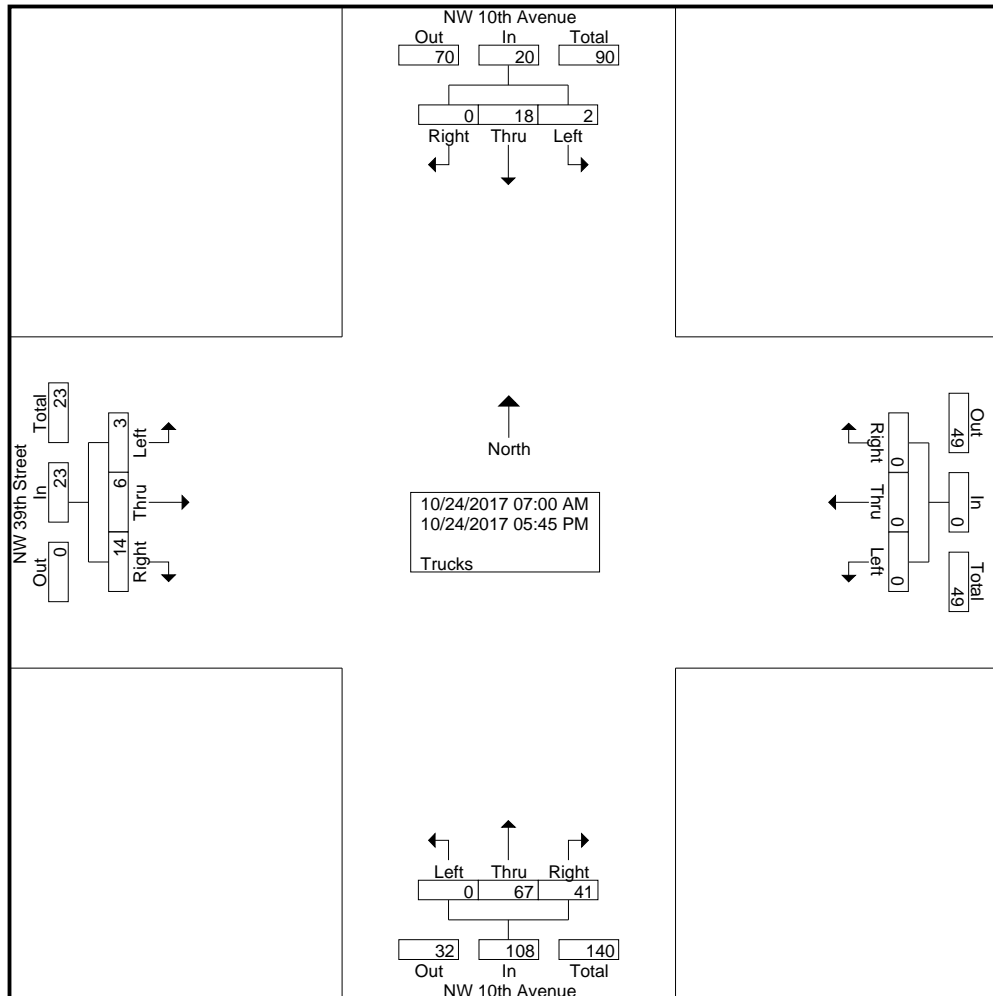 NW 10th Avenue
Out In Total
70 20 90
0 18 2
Right Thru Left
NW 39th Street
Total In Out
23 23 0
3 6 14
Left Thru Right
North
10/24/2017 07:00 AM
10/24/2017 05:45 PM
Trucks
Right Thru Left
0 0 0
Out In Total
49 0 49
Left Thru Right
0 67 41
32 108 140
Out In Total
NW 10th Avenue